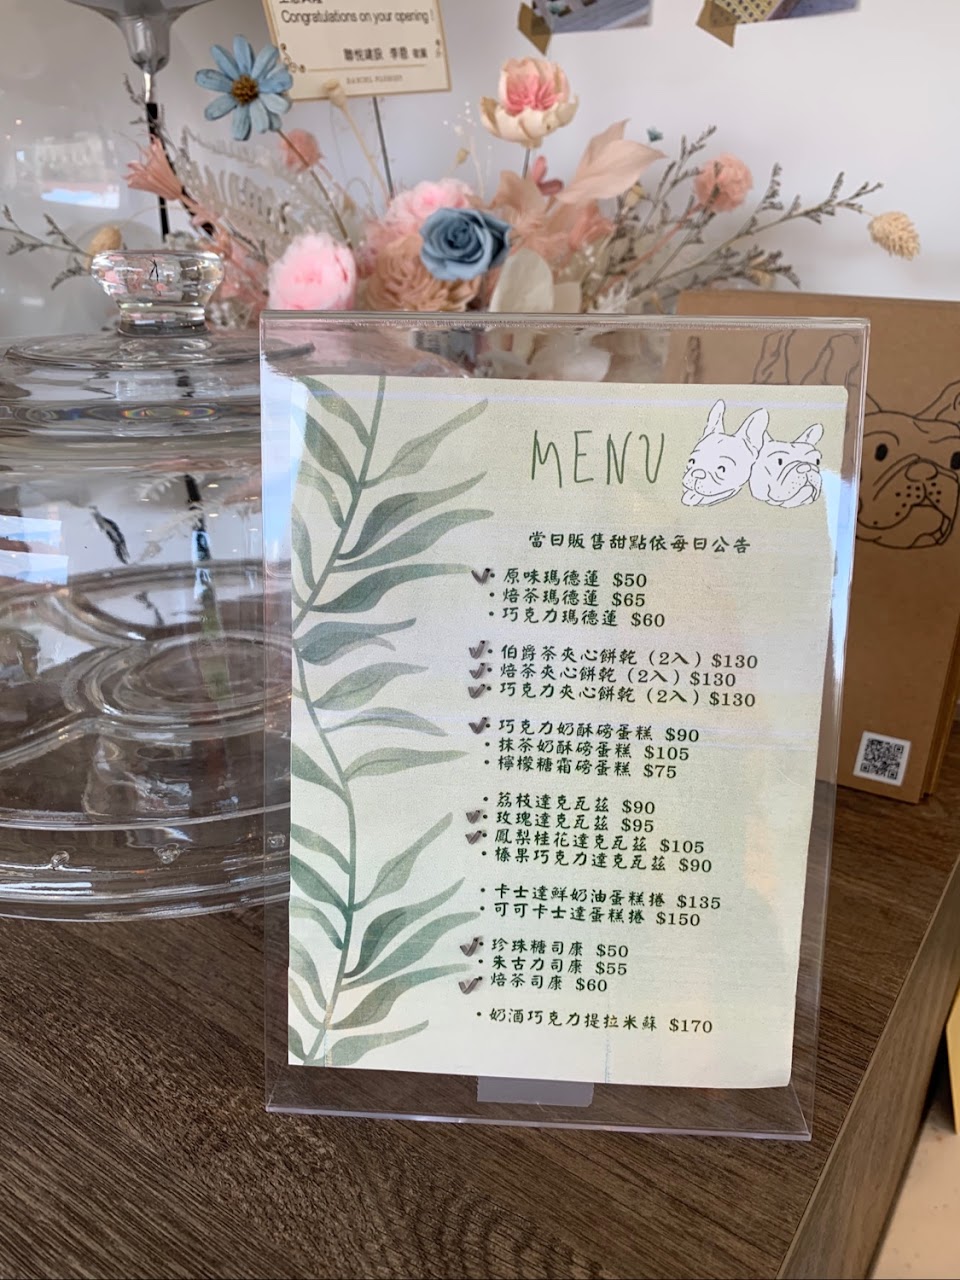 Congratulations on your opening !
MENU
當日販售甜點依每日公告
• 原味瑪德蓮 $50
• 焙茶瑪德蓮 $65
• 巧克力瑪德蓮 $60
• 伯爵茶夾心餅乾（2入）$130
• 焙茶夾心餅乾（2入）$130
• 巧克力夾心餅乾（2入）$130
• 巧克力奶酥磅蛋糕 $90
• 抹茶奶酥磅蛋糕 $105
• 檸檬糖霜磅蛋糕 $75
• 荔枝達克瓦茲 $90
• 玫瑰達克瓦茲 $95
• 鳳梨桂花達克瓦茲 $105
• 榛果巧克力達克瓦茲 $90
• 卡士達鮮奶油蛋糕捲 $135
• 可可卡士達蛋糕捲 $150
• 珍珠糖司康 $50
• 朱古力司康 $55
• 焙茶司康 $60
• 奶酒巧克力提拉米蘇 $170